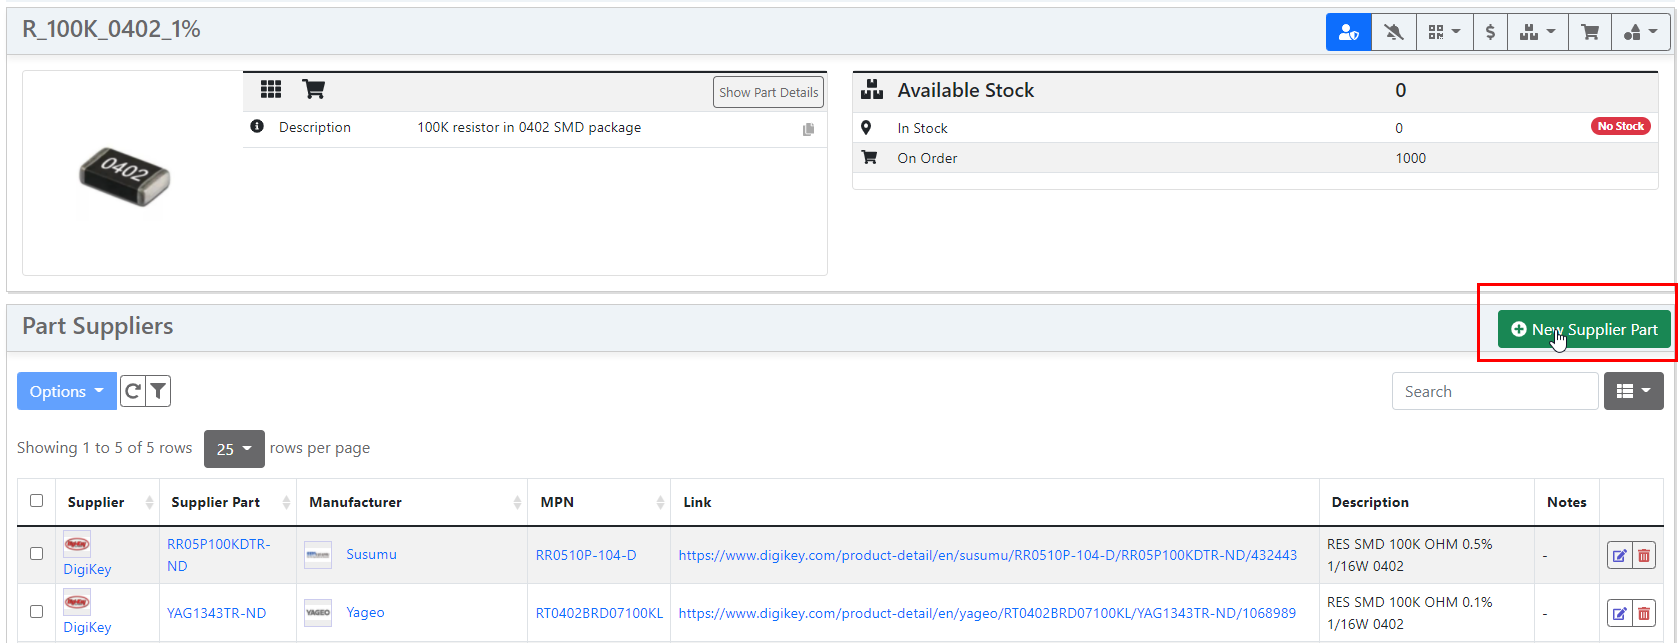 R_100K_0402_1%
$
Show Part Details
0402
Description 100K resistor in 0402 SMD package
Available Stock 0
In Stock 0 No Stock
On Order 1000
Part Suppliers
New Supplier Part
Options
Search
Showing 1 to 5 of 5 rows 25 rows per page
Supplier Supplier Part Manufacturer MPN Link Description Notes
DigiKey
RR05P100KDTR-
ND
Susumu
RR0510P-104-D
https://www.digikey.com/product-detail/en/susumu/RR0510P-104-D/RR05P100KDTR-ND/432443
RES SMD 100K OHM 0.5%
1/16W 0402
-
DigiKey
YAG1343TR-ND
YAGEO
Yageo
RT0402BRD07100KL
https://www.digikey.com/product-detail/en/yageo/RT0402BRD07100KL/YAG1343TR-ND/1068989
RES SMD 100K OHM 0.1%
1/16W 0402
-